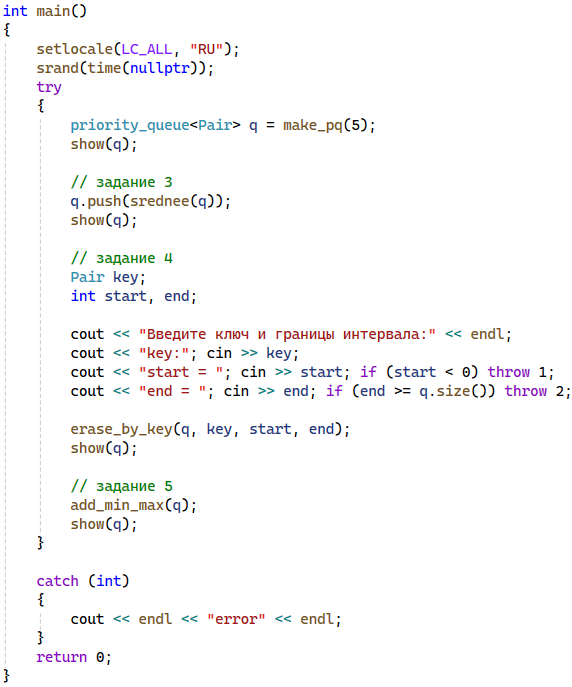 int main()
{
    setlocale(LC_ALL, "RU");
    srand(time(nullptr));
    try
    {
        priority_queue<Pair> q = make_pq(5);
        show(q);

        // задание 3
        q.push(srednee(q));
        show(q);

        // задание 4
        Pair key;
        int start, end;

        cout << "Введите ключ и границы интервала:" << endl;
        cout << "key:"; cin >> key;
        cout << "start = "; cin >> start; if (start < 0) throw 1;
        cout << "end = "; cin >> end; if (end >= q.size()) throw 2;

        erase_by_key(q, key, start, end);
        show(q);

        // задание 5
        add_min_max(q);
        show(q);
    }

    catch (int)
    {
        cout << endl << "error" << endl;
    }
    return 0;
}